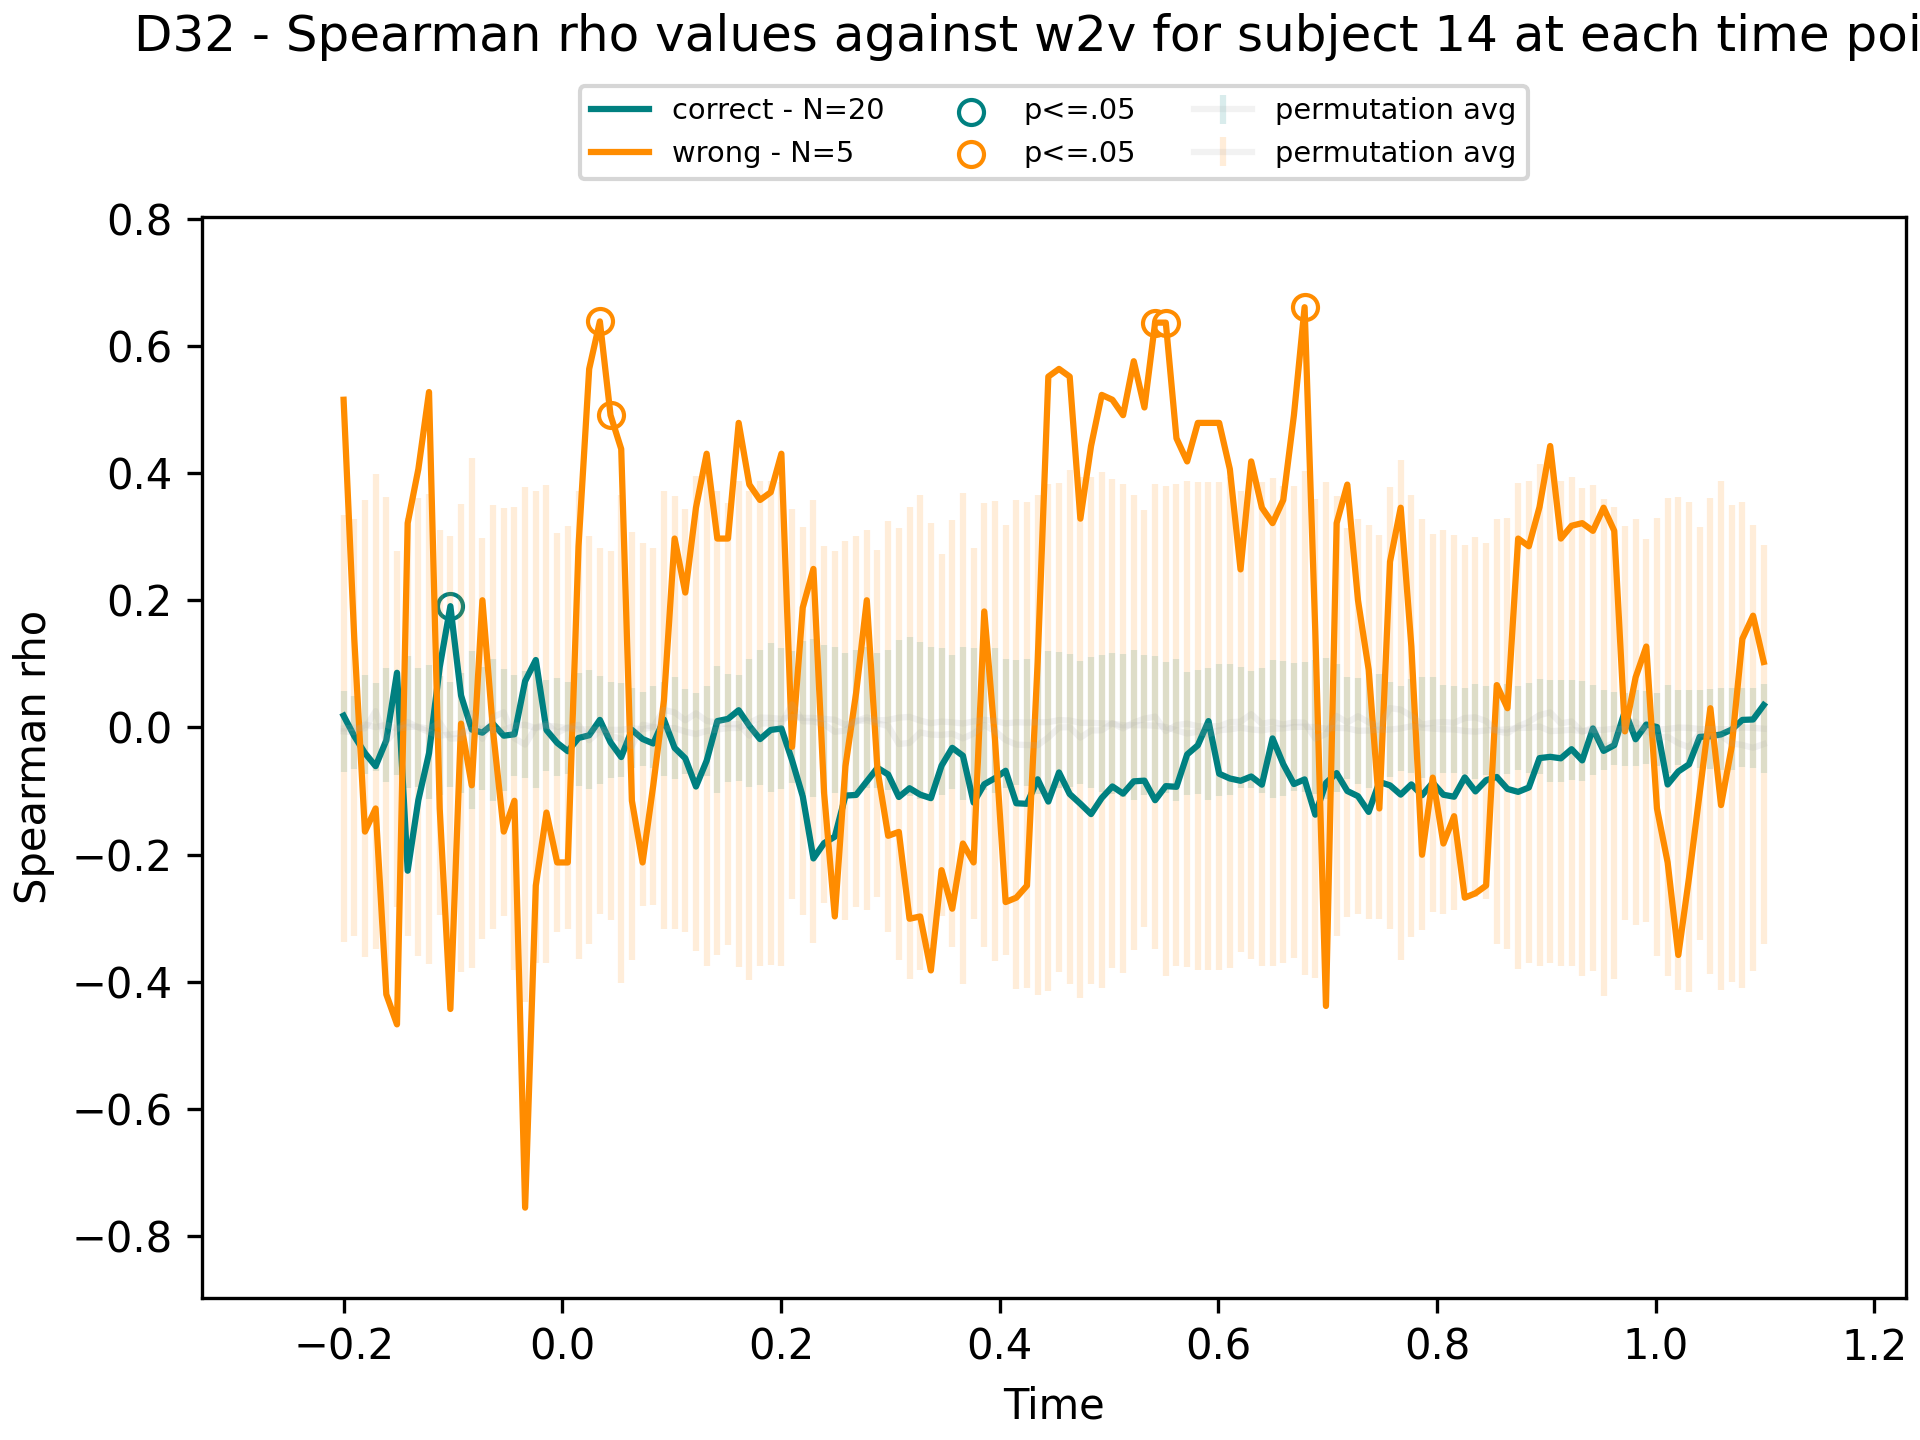 D32 - Spearman rho values against w2v for subject 14 at each time poi
correct - N=20 p<=.05 permutation avg
wrong - N=5 p<=.05 permutation avg
0.8
0.6
0.4
0.2
0.0
−0.2
−0.4
−0.6
−0.8
Spearman rho
−0.2 0.0 0.2 0.4 0.6 0.8 1.0 1.2
Time